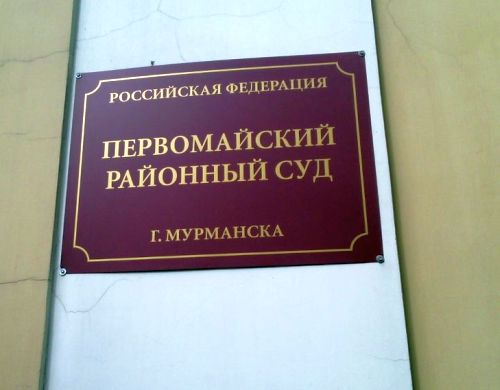 РОССИЙСКАЯ ФЕДЕРАЦИЯ
ПЕРВОМАЙСКИЙ
РАЙОННЫЙ СУД
Г. МУРМАНСКА